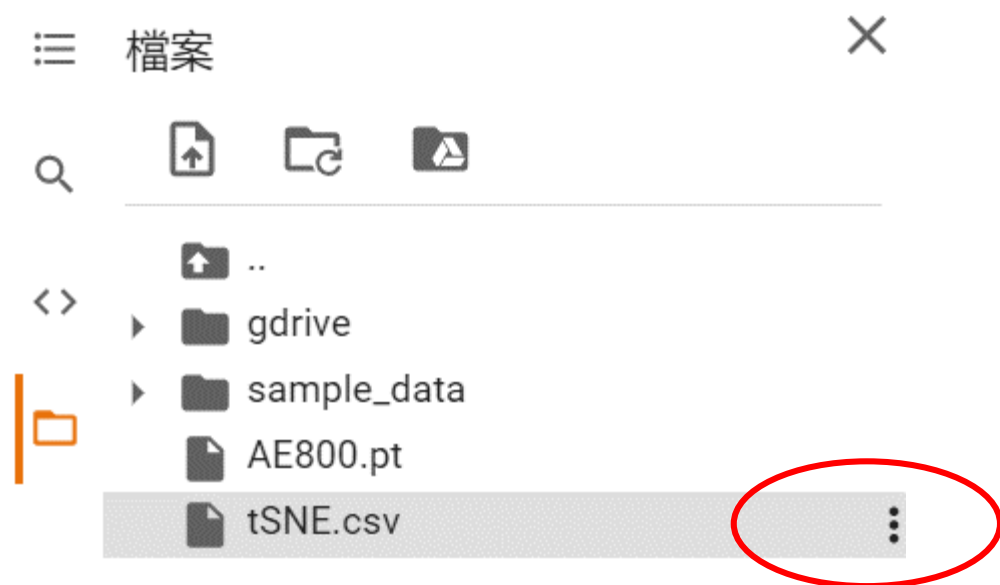 檔案
..
gdrive
sample_data
AE800.pt
tSNE.csv